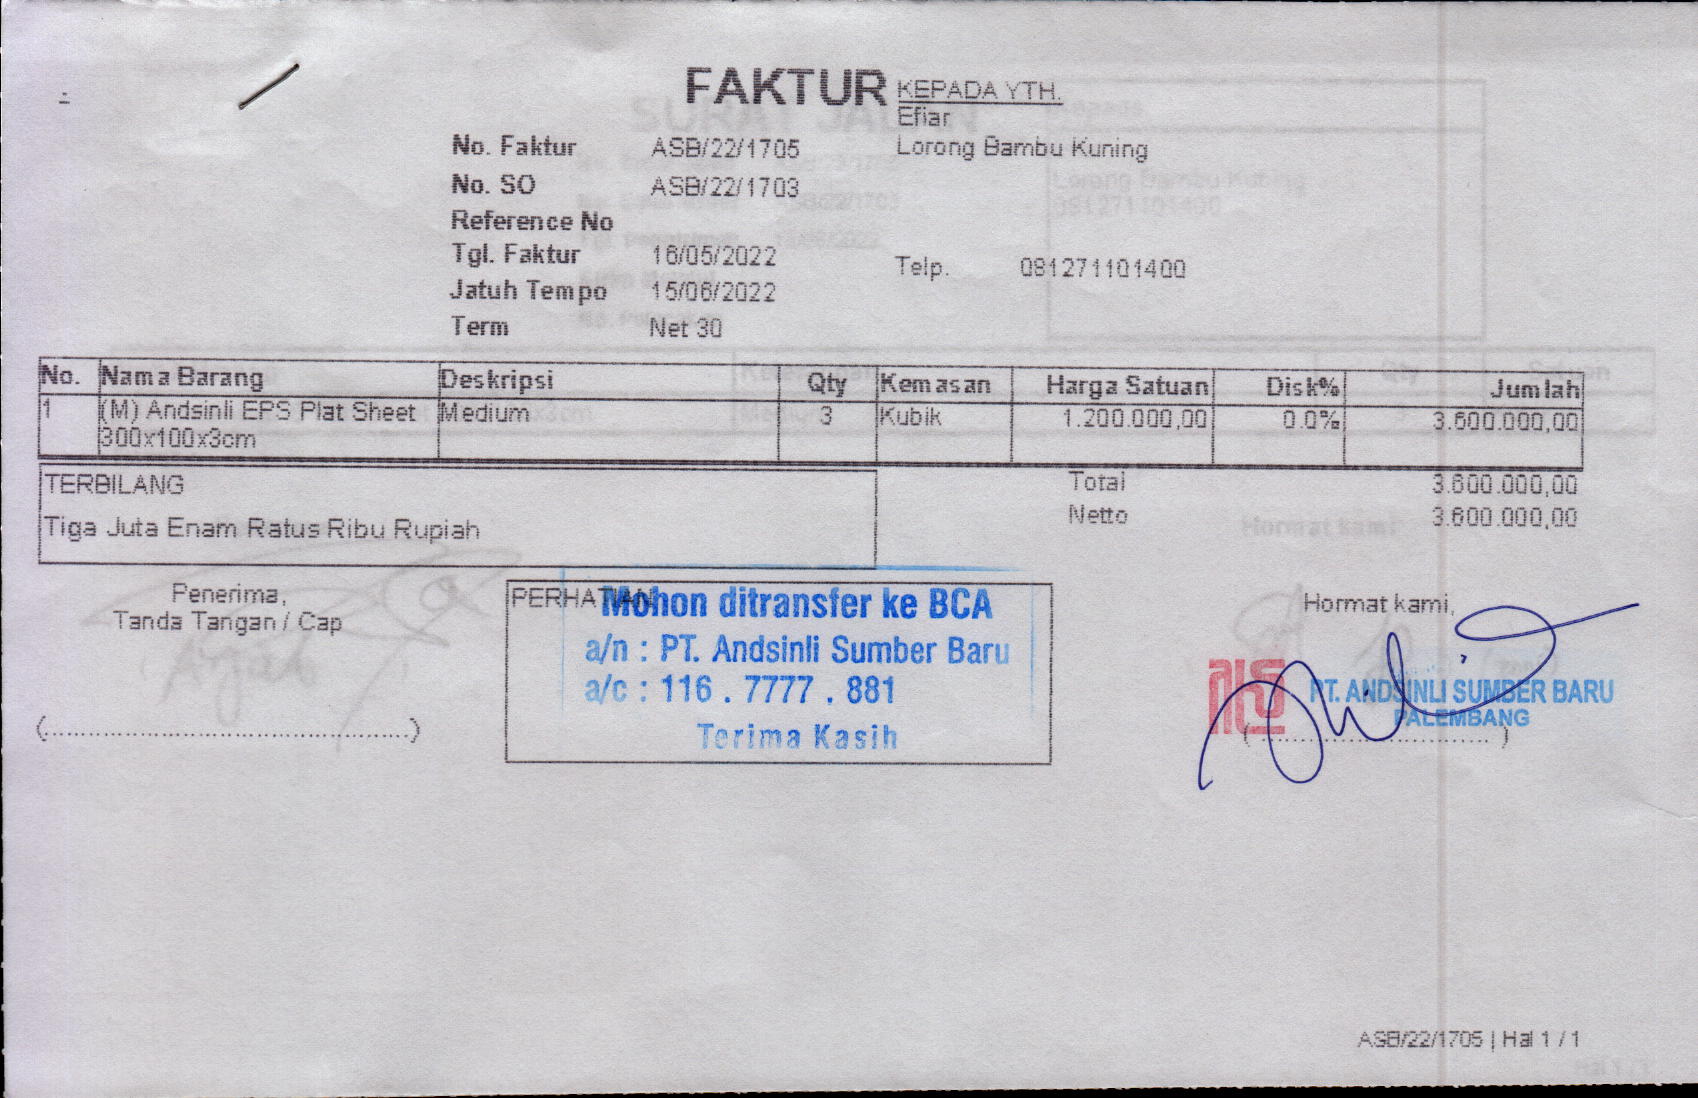 FAKTUR
KEPADA YTH.
Efiar
Lorong Bambu Kuning
Telp. 081271101400
No. Faktur ASB/22/1705
No. SO ASB/22/1703
Reference No
Tgl. Faktur 16/05/2022
Jatuh Tempo 15/06/2022
Term Net 30
No. Nama Barang Deskripsi Qty Kemasan Harga Satuan Disk% Jumlah
1 (M) Andsinli EPS Plat Sheet Medium 3 Kubik 1.200.000,00 0.0% 3.600.000,00
300x100x3cm
TERBILANG
Tiga Juta Enam Ratus Ribu Rupiah
Total 3.600.000,00
Netto 3.600.000,00
Penerima,
Tanda Tangan / Cap
(..............................................)
PERHATIAN
Mohon ditransfer ke BCA
a/n : PT. Andsinli Sumber Baru
a/c : 116 . 7777 . 881
Terima Kasih
Hormat kami,
PT. ANDSINLI SUMBER BARU
PALEMBANG
( .............................. )
ASB/22/1705 | Hal 1 / 1